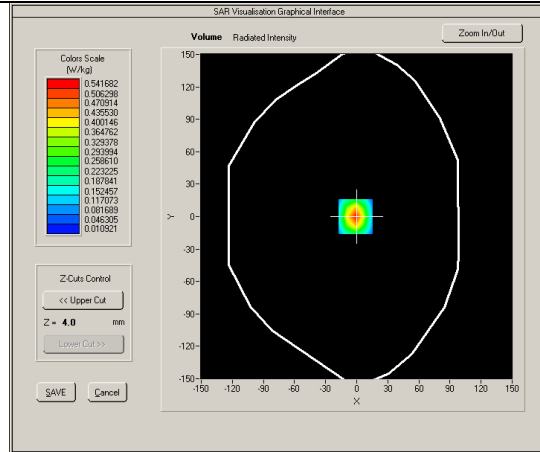 SAR Visualisation Graphical Interface
Volume Radiated Intensity
Zoom In/Out
Colors Scale
(W/kg)
0.541682
0.506298
0.470914
0.435530
0.400146
0.364762
0.329378
0.293994
0.258610
0.223225
0.187841
0.152457
0.117073
0.081689
0.046305
0.010921
Z-Cuts Control
<< Upper Cut
Z = 4.0 mm
Lower Cut >>
SAVE Cancel
150
120
90
60
30
0
-30
-60
-90
-120
-150
Y
-150 -120 -90 -60 -30 0 30 60 90 120 150
X